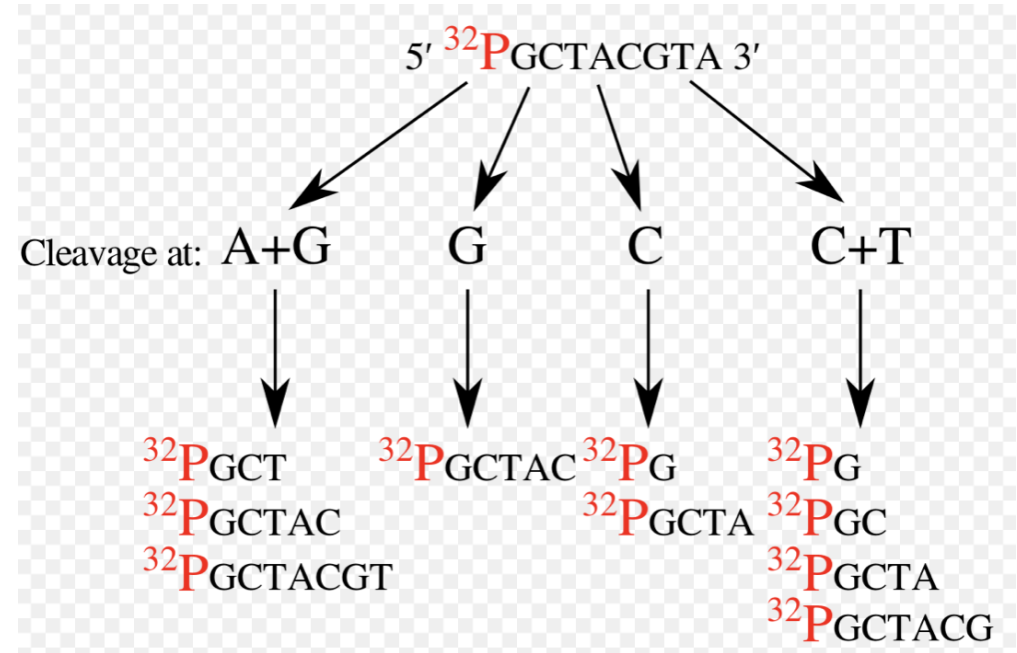 5′ ³²PGCTACGTA 3′
Cleavage at: A+G G C C+T
³²PGCT ³²PGCTAC ³²PG ³²PG
³²PGCTAC ³²PGCTA ³²PGC
³²PGCTACGT ³²PGCTA
³²PGCTACG